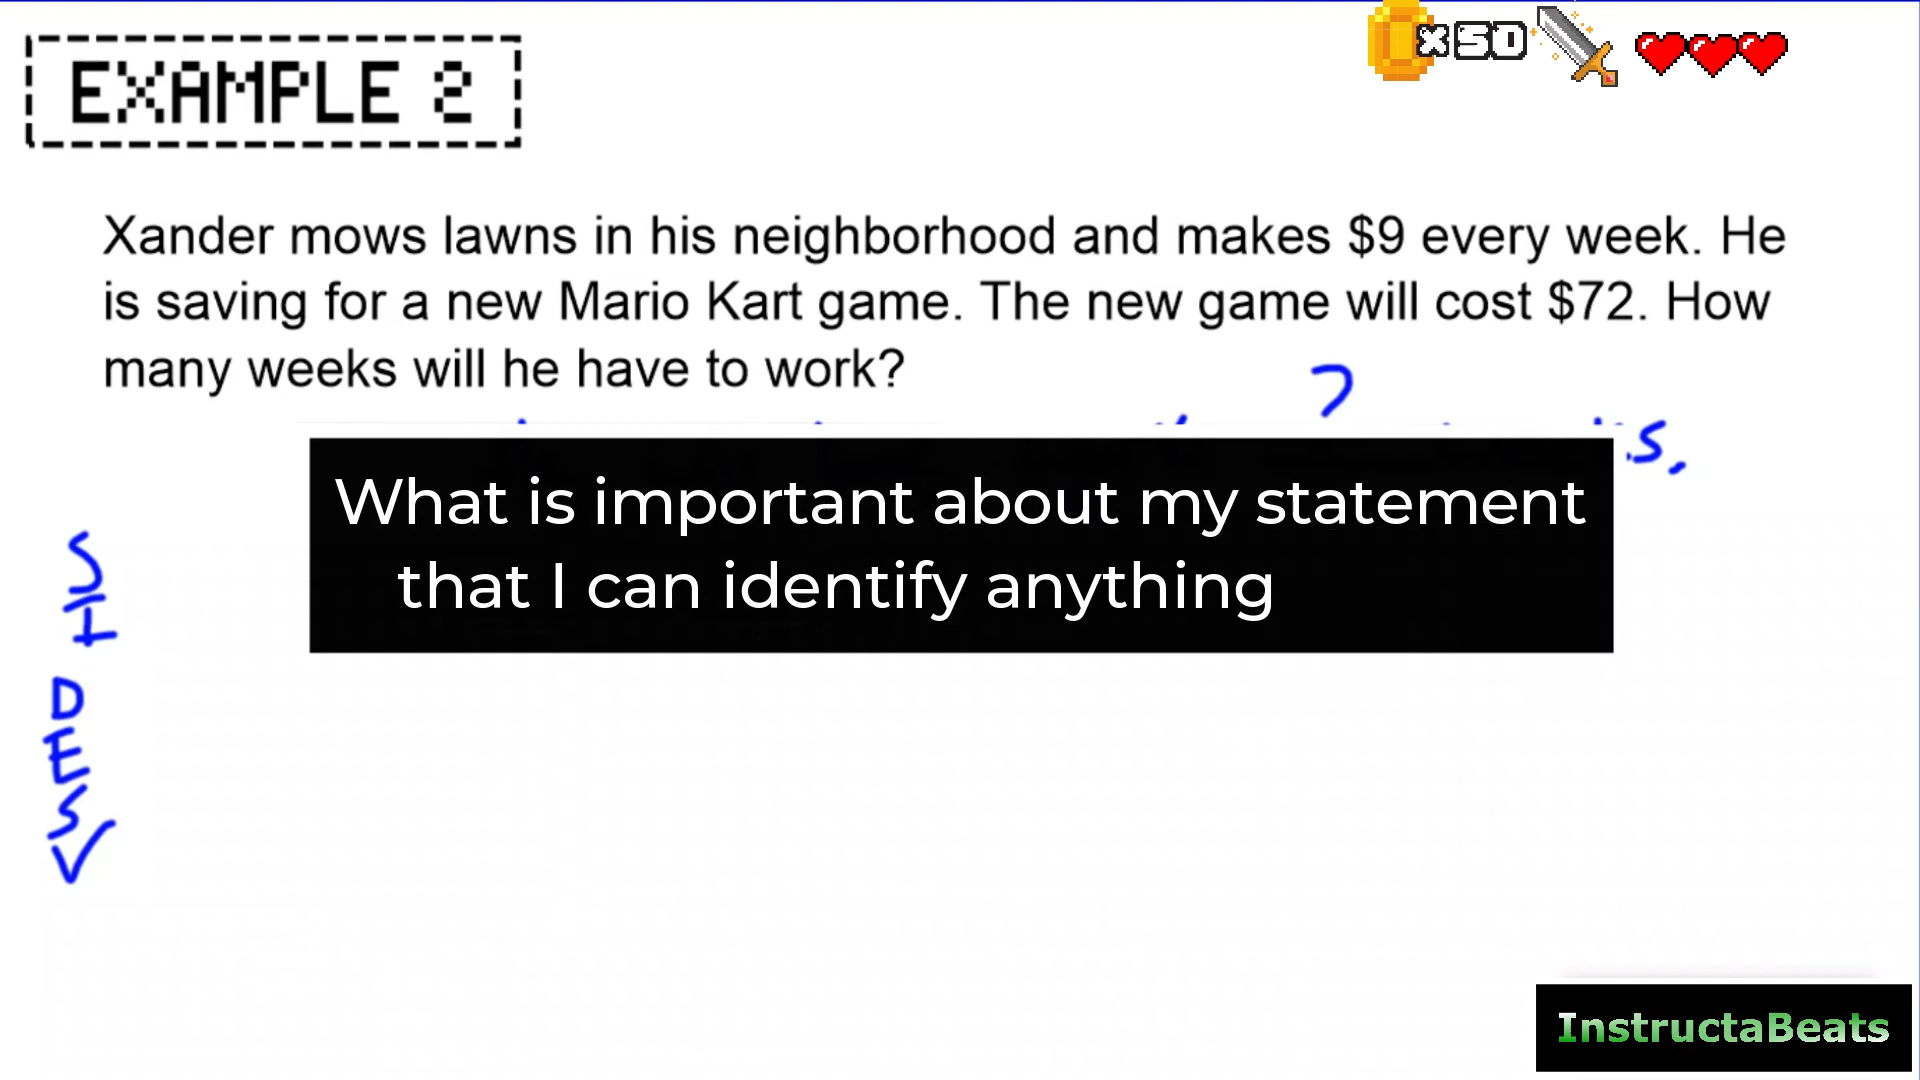 EXAMPLE 2
x50
Xander mows lawns in his neighborhood and makes $9 every week. He
is saving for a new Mario Kart game. The new game will cost $72. How
many weeks will he have to work?
?
s.
What is important about my statement
that I can identify anything
S
I
D
E
S
InstructaBeats